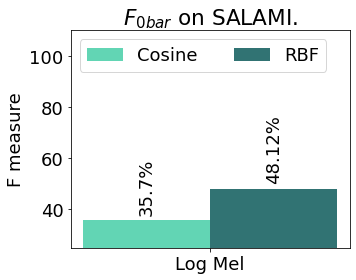 F0bar on SALAMI.
Cosine RBF
100
80
60
40
F measure
35.7%
48.12%
Log Mel